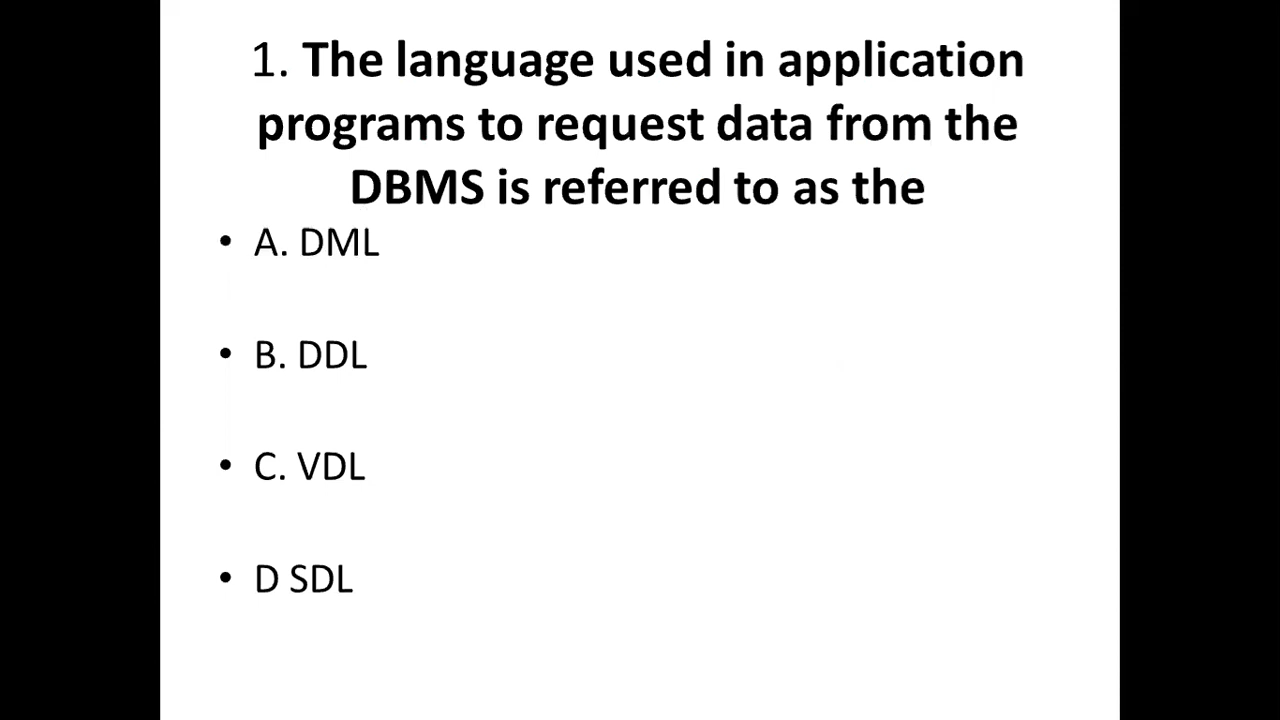 1. The language used in application
programs to request data from the
DBMS is referred to as the
• A. DML
• B. DDL
• C. VDL
• D SDL